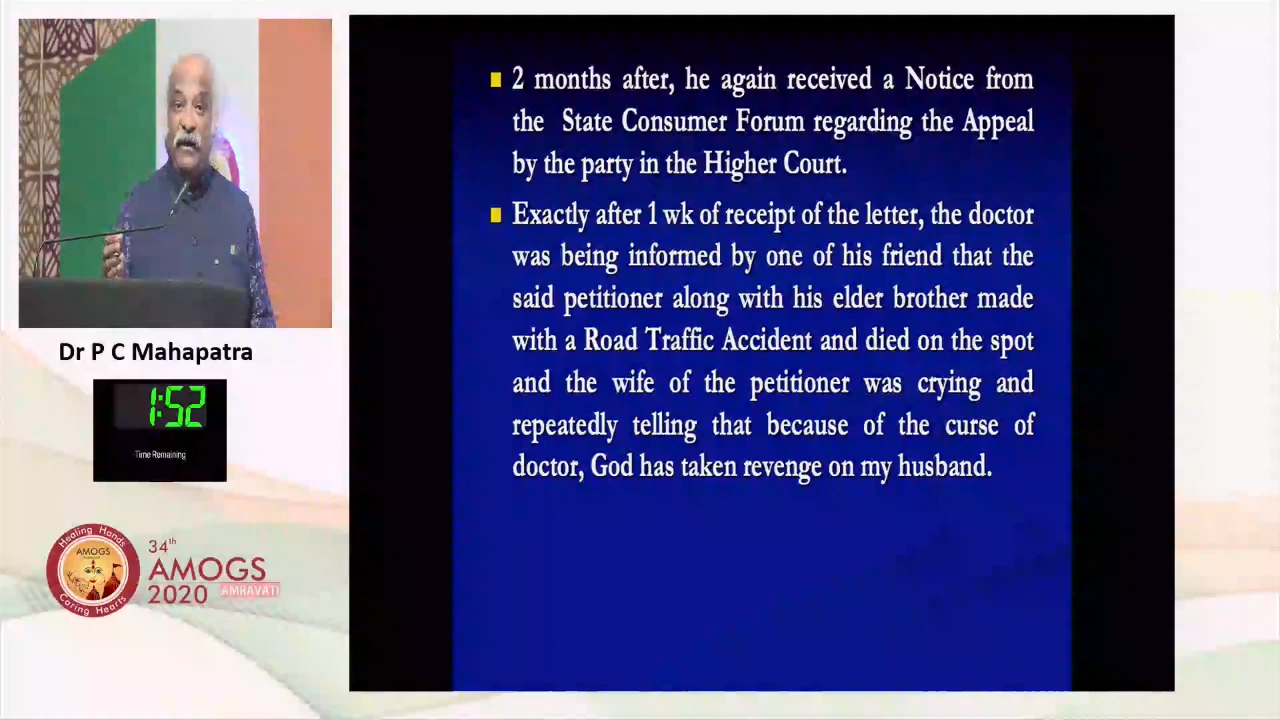 2 months after, he again received a Notice from
the State Consumer Forum regarding the Appeal
by the party in the Higher Court.
Exactly after 1 wk of receipt of the letter, the doctor
was being informed by one of his friend that the
said petitioner along with his elder brother made
with a Road Traffic Accident and died on the spot
and the wife of the petitioner was crying and
repeatedly telling that because of the curse of
doctor, God has taken revenge on my husband.
Dr P C Mahapatra
1:52
Time Remaining
Healing Hands
AMOGS
Caring Hearts
34th
AMOGS
2020 AMRAVATI